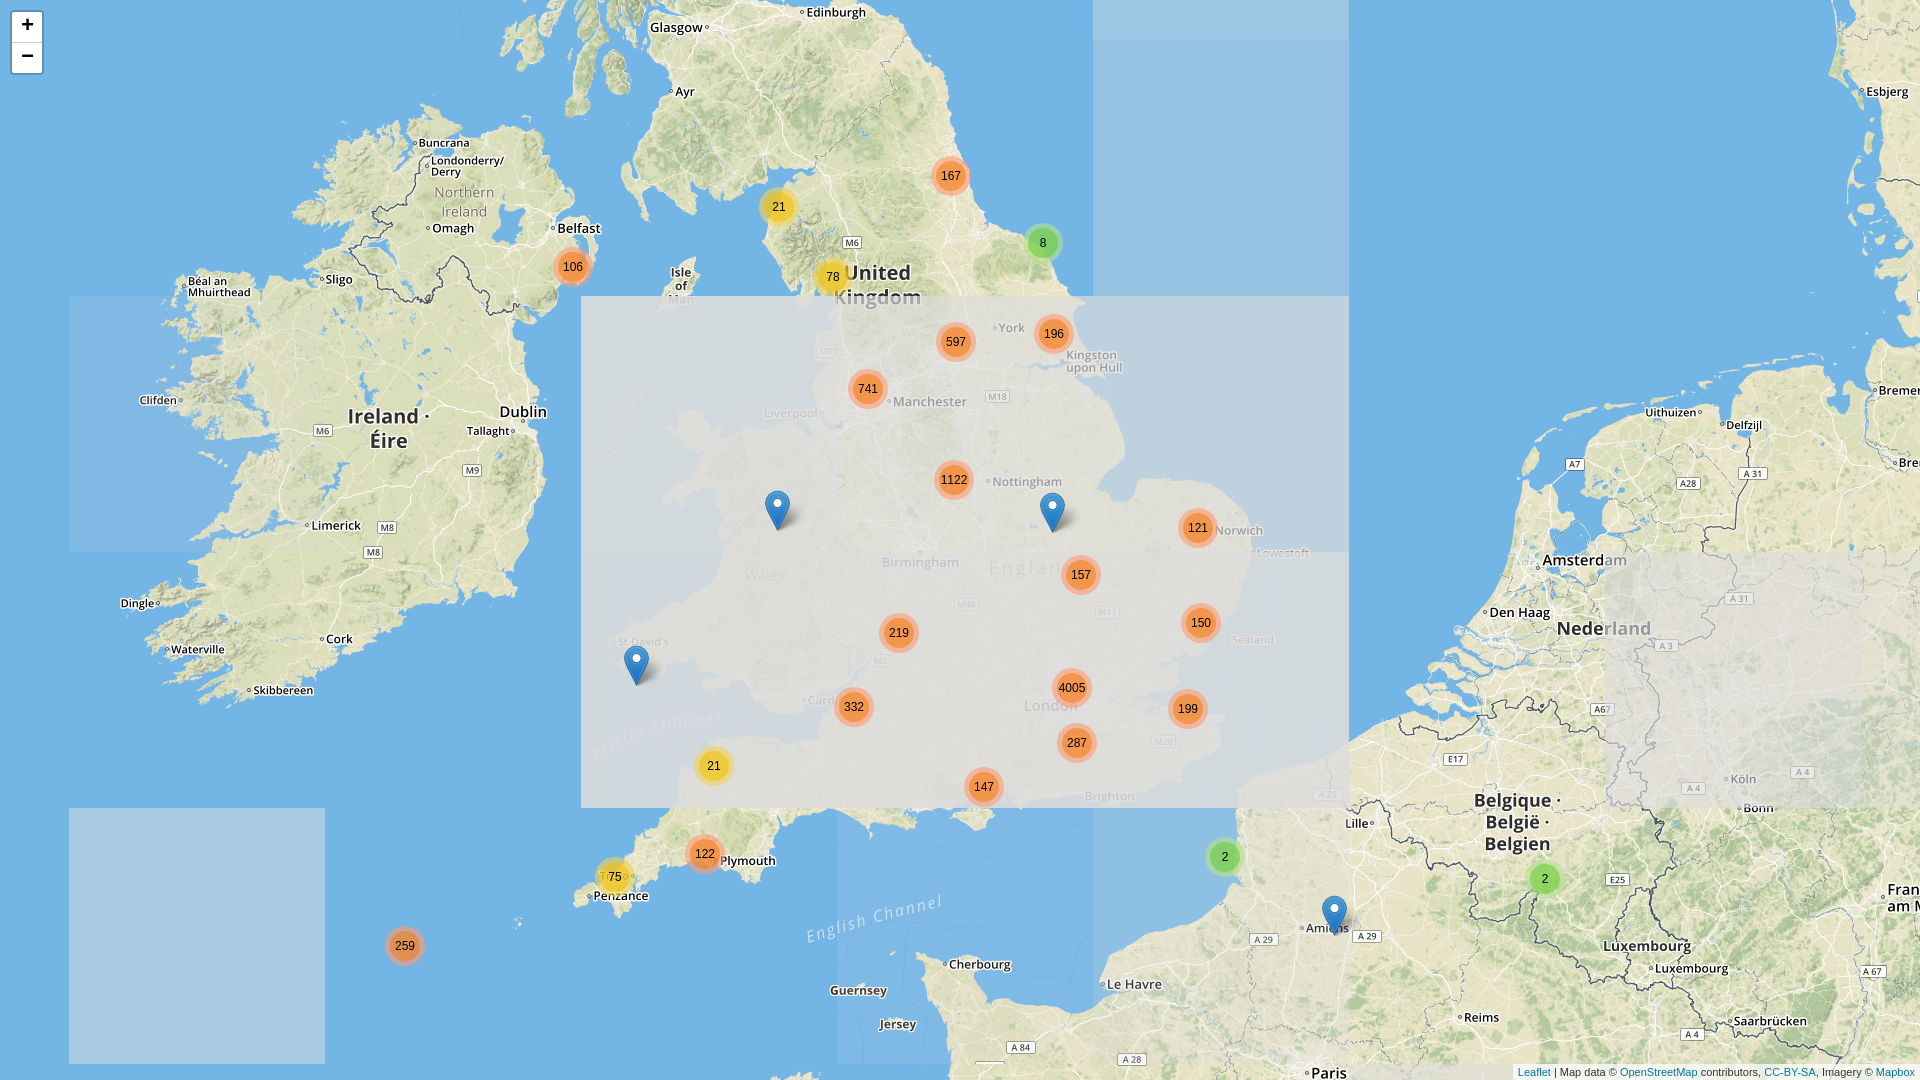 +
−
Edinburgh
Glasgow
Ayr
Esbjerg
Buncrana
Londonderry/
Derry
Northern
Ireland
Omagh
Belfast
167
21
8
M6
106
78
United
Kingdom
Isle
of
Man
Sligo
Béal an
Mhuirthead
York
196
597
Kingston
upon Hull
741
Manchester
M18
Liverpool
Clifden
Ireland ·
Éire
Dublin
Tallaght
M6
M9
Uithuizen
Delfzijl
A7
A 31
A28
1122
Nottingham
Limerick
M8
M8
121
Norwich
Lowestoft
Birmingham
Wales
157
Amsterdam
Dingle
M40
M11
A 31
Den Haag
Nederland
219
150
Sealand
Cork
Waterville
St David's
M5
A 3
Skibbereen
4005
London
332
199
A67
Bristol Channel
287
M20
E17
21
Köln
A 4
A 4
147
Brighton
A 25
Bonn
Belgique ·
België ·
Belgien
Lille
122
Plymouth
2
75
Penzance
2
E25
English Channel
Amiens
A 29
A 29
259
Luxembourg
Luxembourg
A 67
Cherbourg
Le Havre
Guernsey
Jersey
Reims
Saarbrücken
A 84
A 28
A 4
Paris
Leaflet | Map data © OpenStreetMap contributors, CC-BY-SA, Imagery © Mapbox